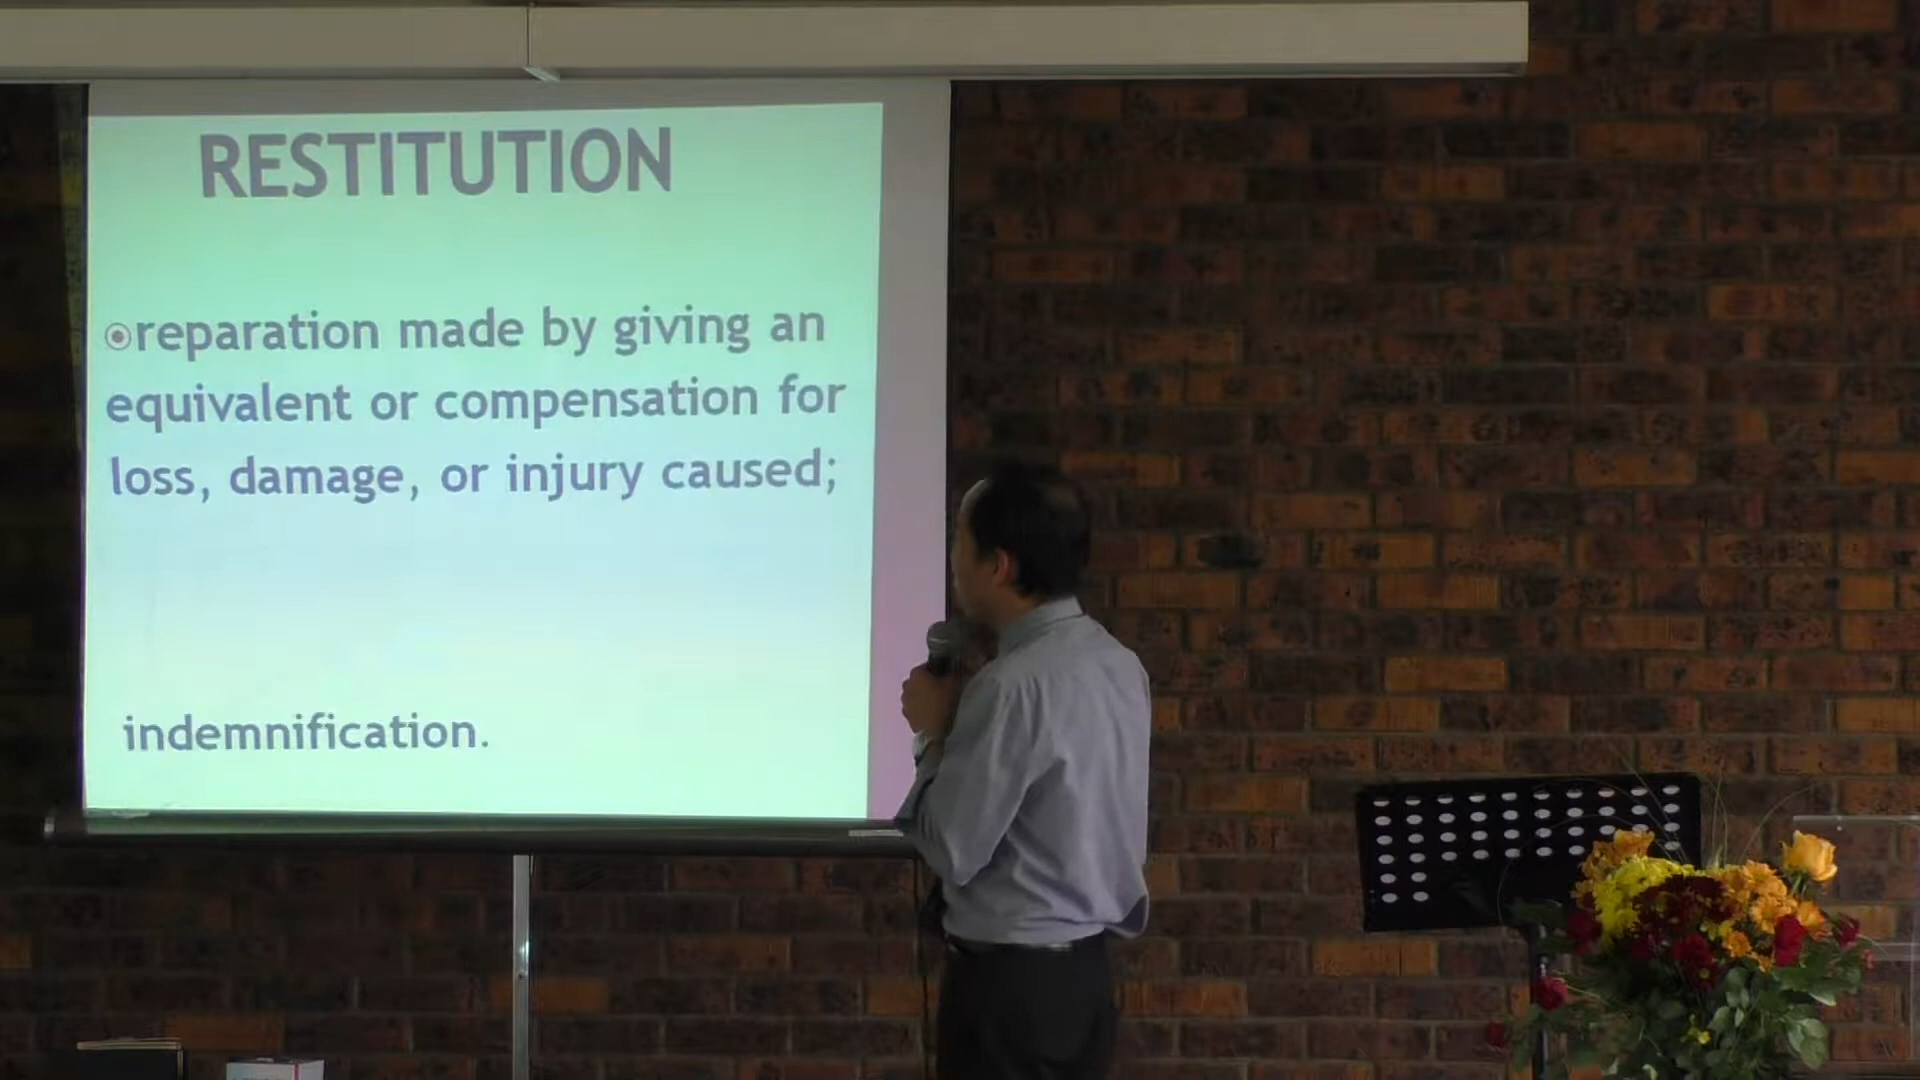 RESTITUTION
reparation made by giving an
equivalent or compensation for
loss, damage, or injury caused;
indemnification.